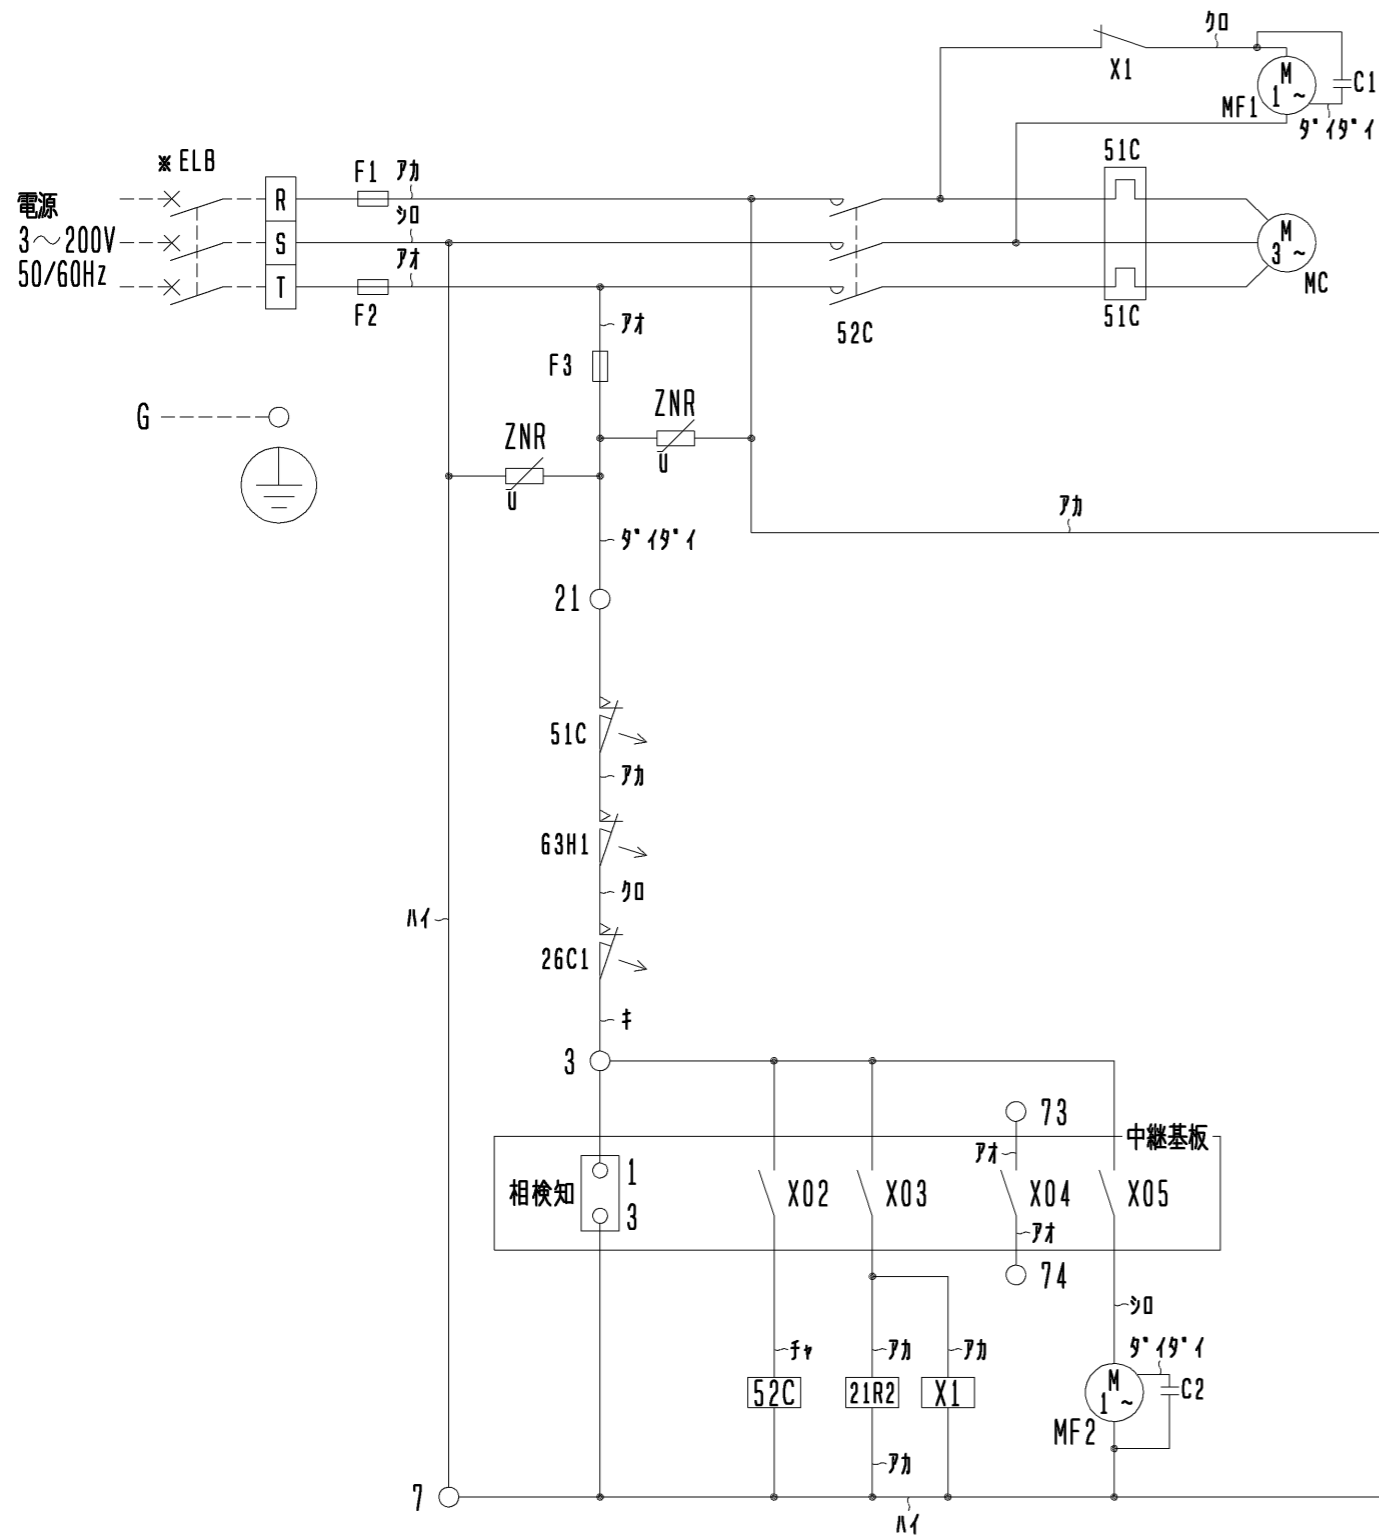 クロ
X1
M
1 ~
MF1
C1
ダイダイ
※ELB
F1
アカ
51C
電源
3～200V
50/60Hz
R
S
T
シロ
アオ
F2
52C
51C
M
3 ~
MC
アオ
F3
G
ZNR
U
ZNR
U
アカ
ダイダイ
21
51C
アカ
63H1
クロ
ハイ
26C1
キ
3
73
中継基板
アオ
相検知
1
3
X02
X03
X04
X05
アオ
74
シロ
ダイダイ
チャ
アカ
アカ
52C
21R2
X1
M
1 ~
C2
MF2
アカ
7
ハイ